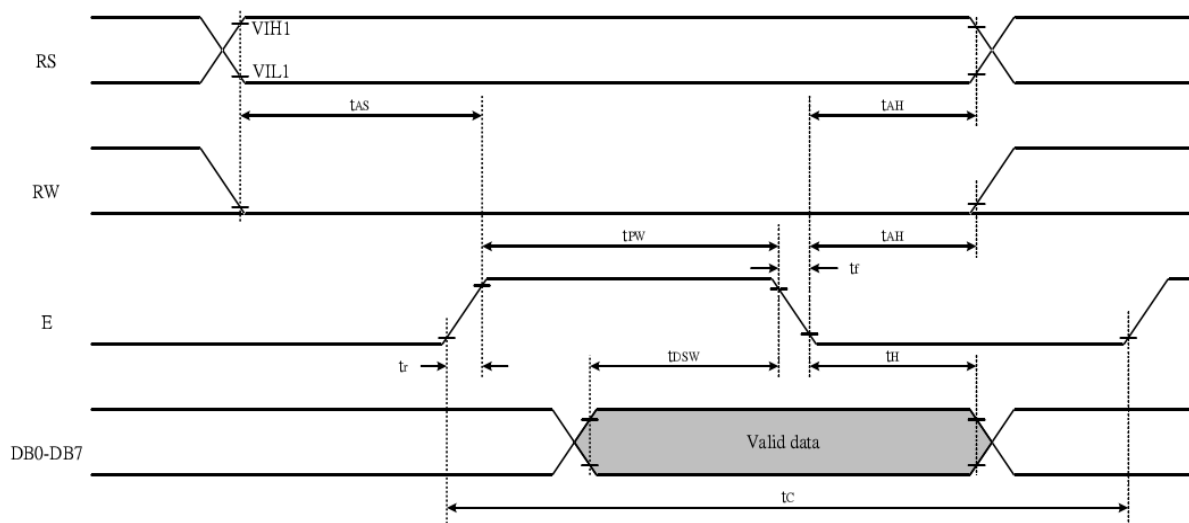 VIH1
RS
VIL1
tAS
tAH
RW
tPW
tAH
tf
E
tr
tDSW
tH
DB0-DB7
Valid data
tC